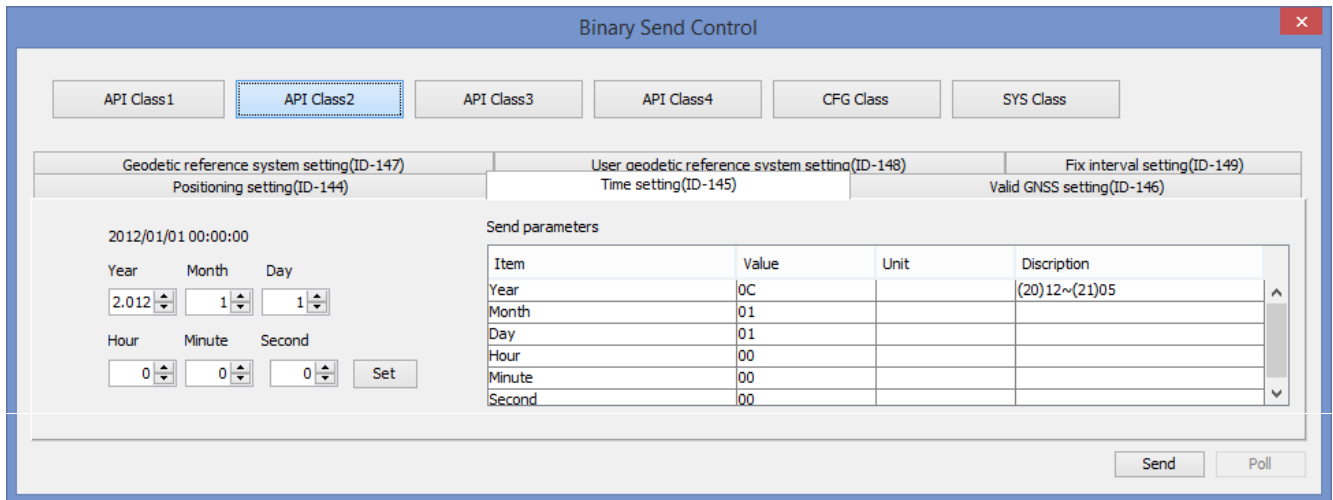 Binary Send Control
API Class1 API Class2 API Class3 API Class4 CFG Class SYS Class
Geodetic reference system setting(ID-147) User geodetic reference system setting(ID-148) Fix interval setting(ID-149)
Positioning setting(ID-144) Time setting(ID-145) Valid GNSS setting(ID-146)
2012/01/01 00:00:00
Year Month Day
2.012 1 1
Hour Minute Second
0 0 0 Set
Send parameters
Item Value Unit Discription
Year 0C (20)12~(21)05
Month 01
Day 01
Hour 00
Minute 00
Second 00
Send Poll